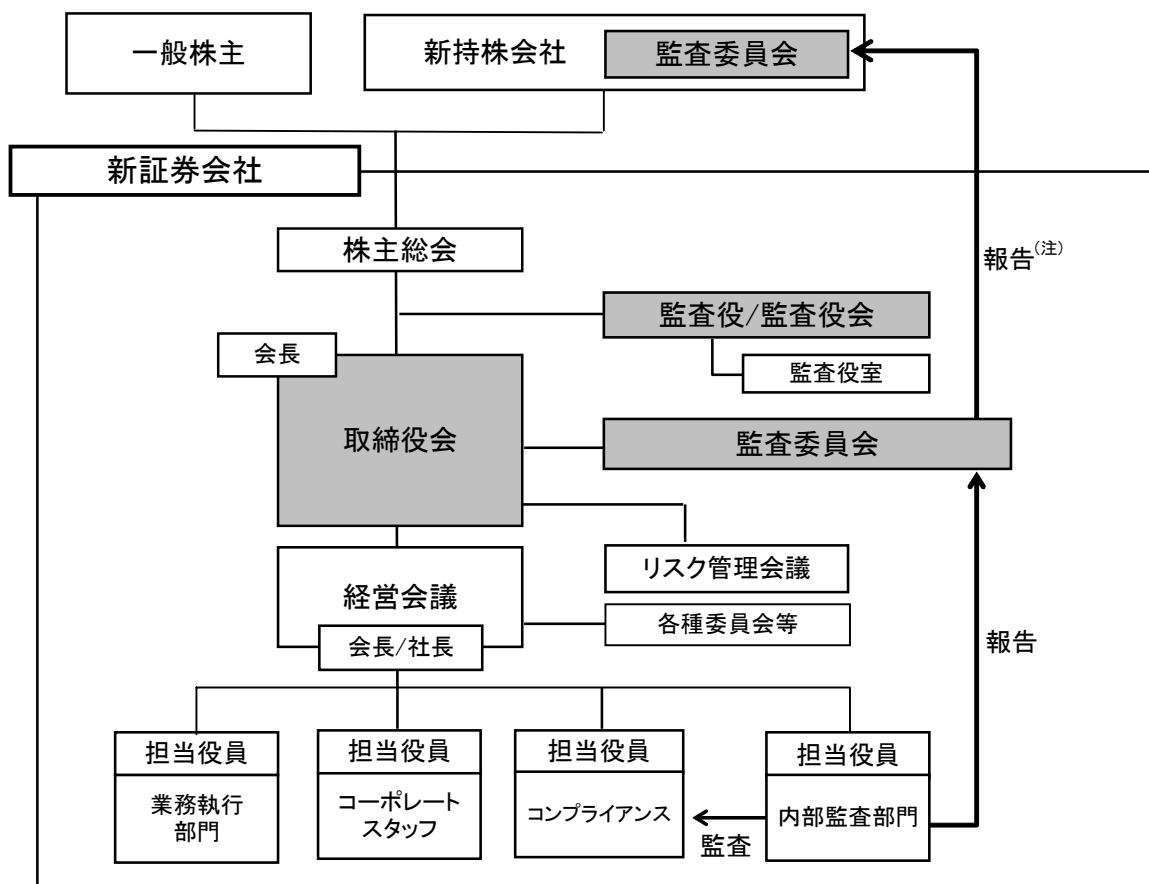 一般株主
新持株会社
監査委員会
新証券会社
株主総会
報告(注)
監査役/監査役会
会長
監査役室
取締役会
監査委員会
リスク管理会議
経営会議
各種委員会等
会長/社長
報告
担当役員
業務執行
部門
担当役員
コーポレート
スタッフ
担当役員
コンプライアンス
監査
担当役員
内部監査部門